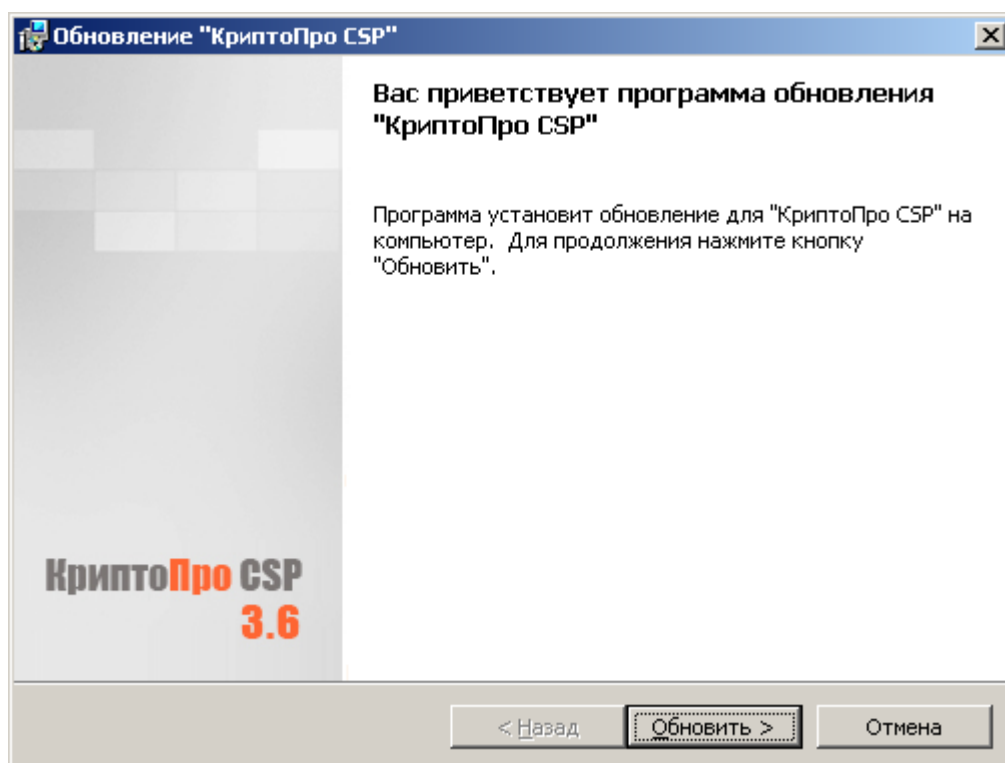 Обновление "КриптоПро CSP"
Вас приветствует программа обновления
"КриптоПро CSP"
Программа установит обновление для "КриптоПро CSP" на
компьютер. Для продолжения нажмите кнопку
"Обновить".
КриптоПро CSP
3.6
< Назад
Обновить >
Отмена